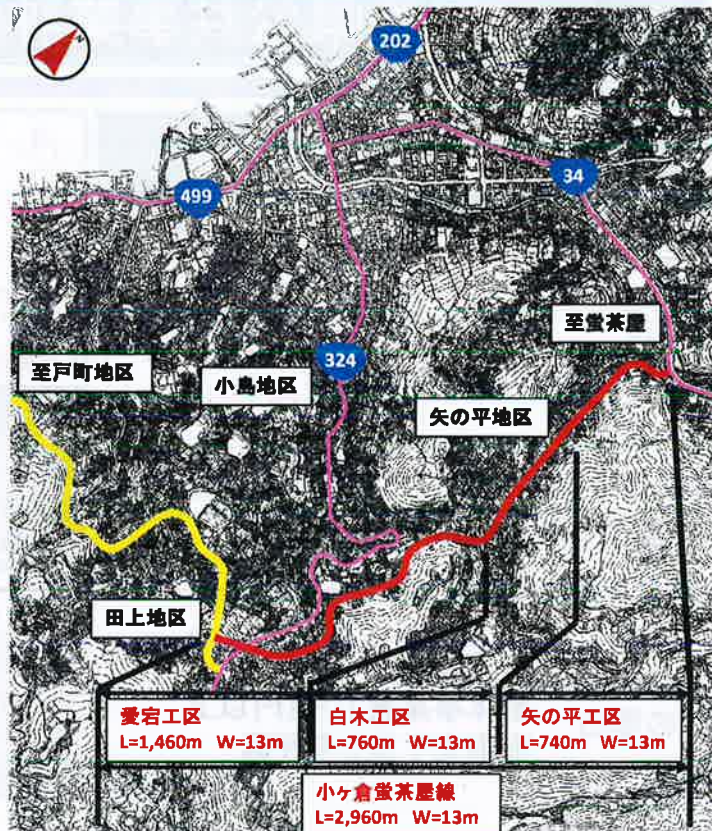 N
202
499
34
至蛍茶屋
324
至戸町地区
小島地区
矢の平地区
田上地区
愛宕工区
L=1,460m W=13m
白木工区
L=760m W=13m
矢の平工区
L=740m W=13m
小ヶ倉蛍茶屋線
L=2,960m W=13m